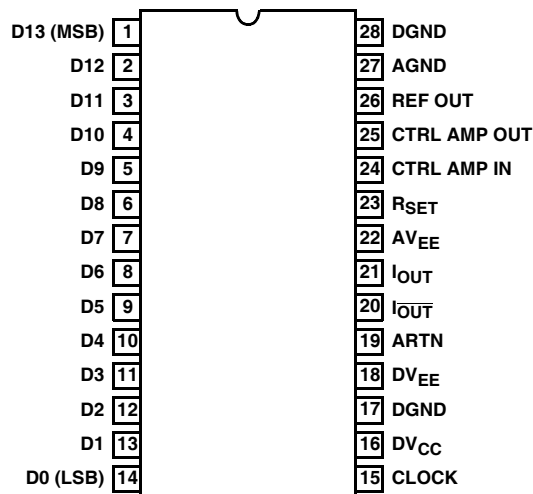 D13 (MSB) 1 28 DGND
D12 2 27 AGND
D11 3 26 REF OUT
D10 4 25 CTRL AMP OUT
D9 5 24 CTRL AMP IN
D8 6 23 RSET
D7 7 22 AVEE
D6 8 21 IOUT
D5 9 20 I̅O̅U̅T̅
D4 10 19 ARTN
D3 11 18 DVEE
D2 12 17 DGND
D1 13 16 DVCC
D0 (LSB) 14 15 CLOCK